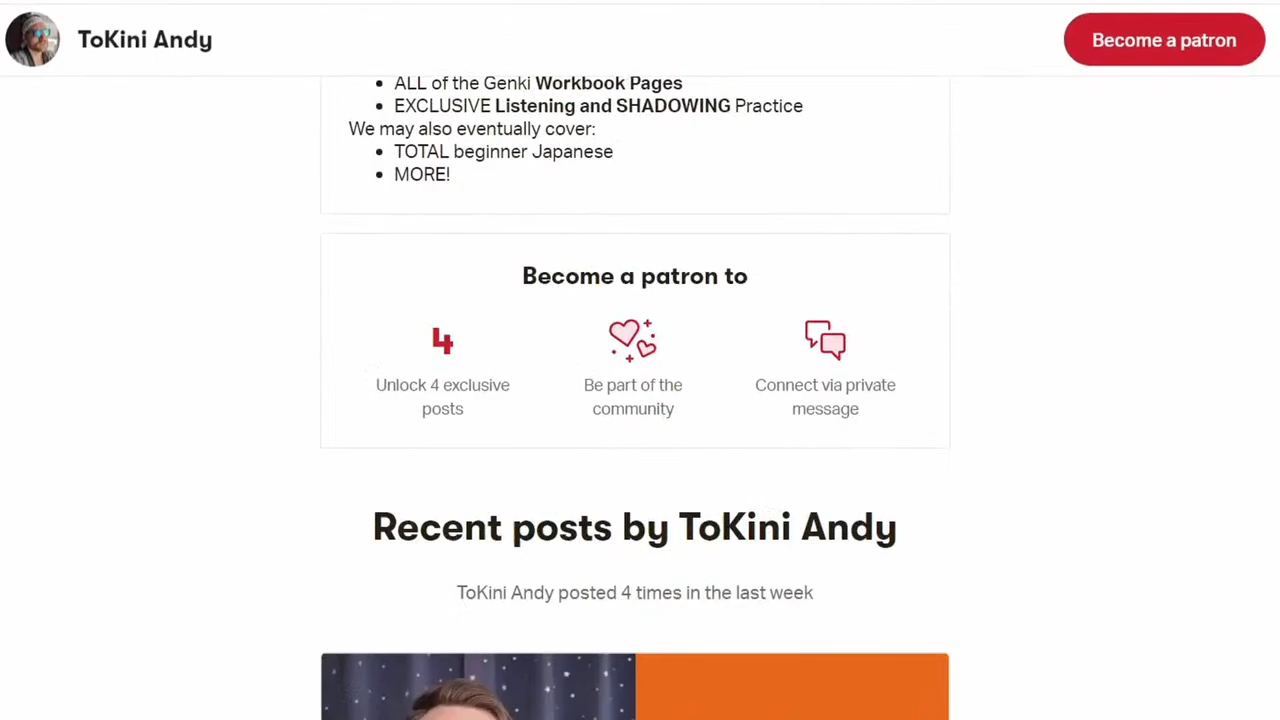 ToKini Andy
Become a patron
ALL of the Genki Workbook Pages
EXCLUSIVE Listening and SHADOWING Practice
We may also eventually cover:
TOTAL beginner Japanese
MORE!
Become a patron to
4
Unlock 4 exclusive
posts
Be part of the
community
Connect via private
message
Recent posts by ToKini Andy
ToKini Andy posted 4 times in the last week